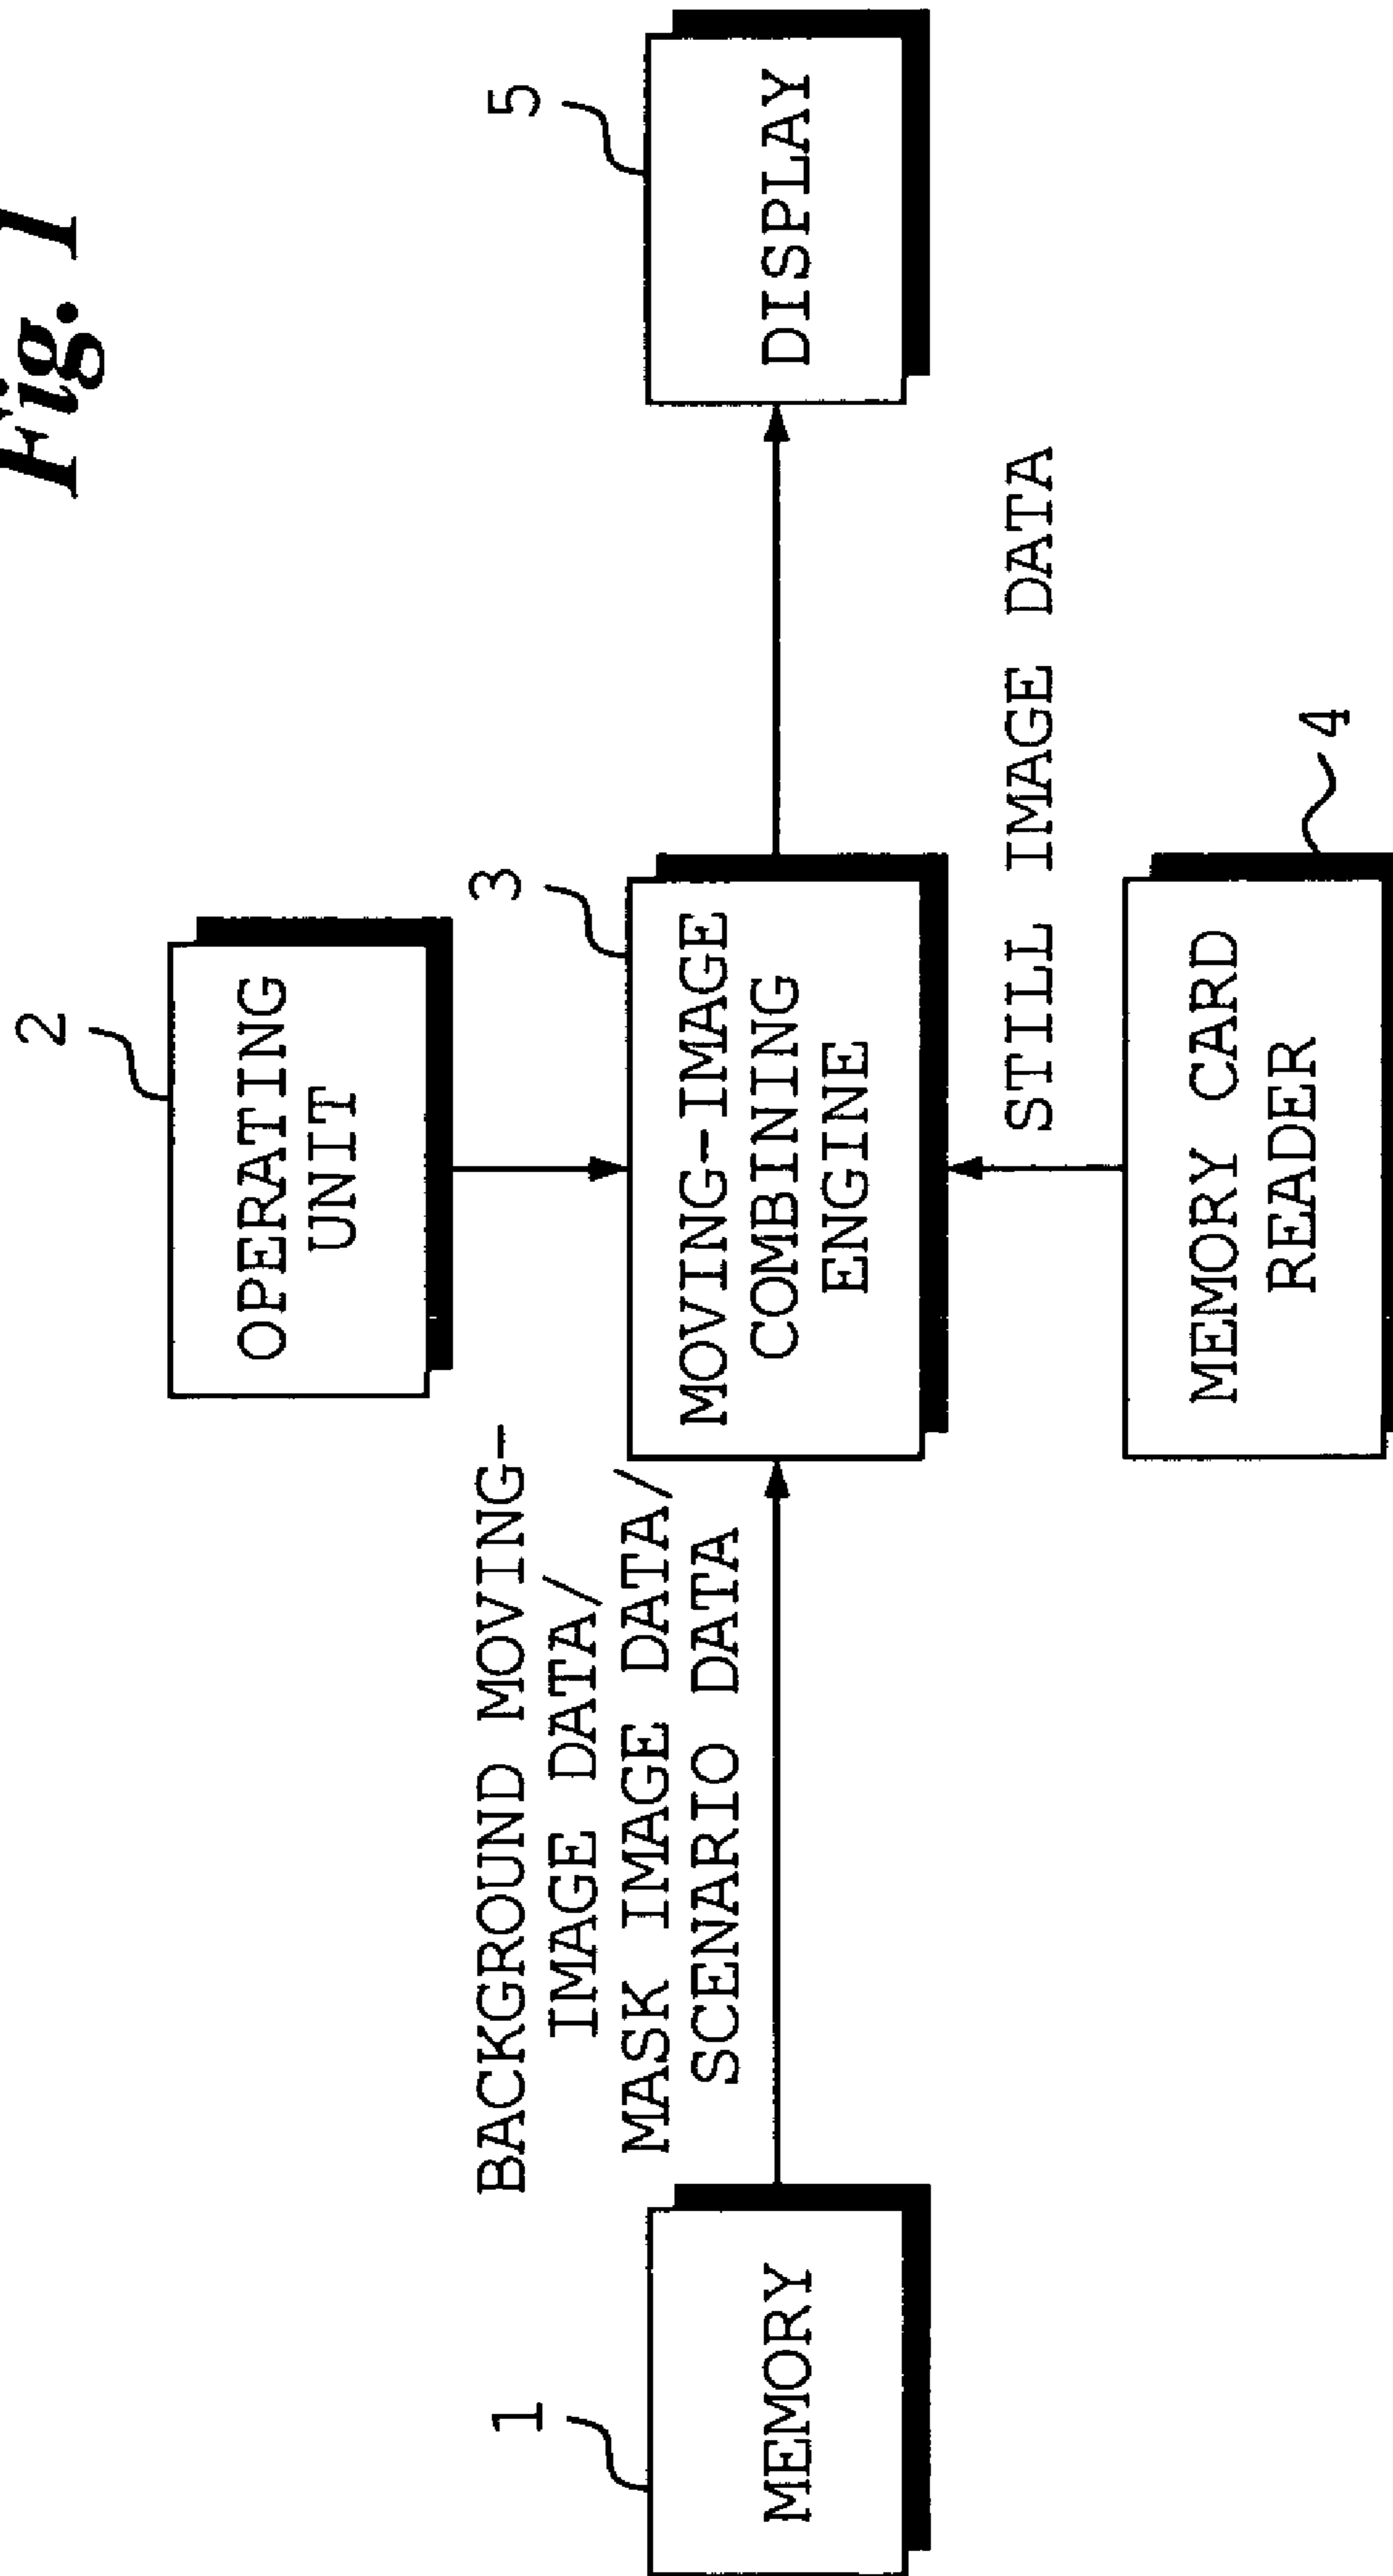 Fig. 1
2
OPERATING
UNIT
BACKGROUND MOVING-
IMAGE DATA/
MASK IMAGE DATA/
SCENARIO DATA
1
MEMORY
3
MOVING-IMAGE
COMBINING
ENGINE
5
DISPLAY
STILL IMAGE DATA
MEMORY CARD
READER
4